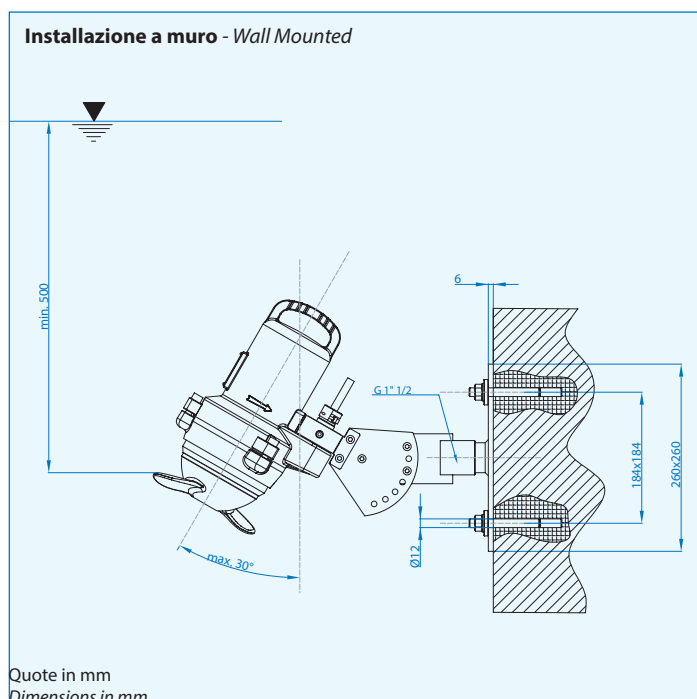 Installazione a muro - Wall Mounted
min. 500
6
G 1" 1/2
184x184
260x260
Ø12
max. 30°
Quote in mm
Dimensions in mm